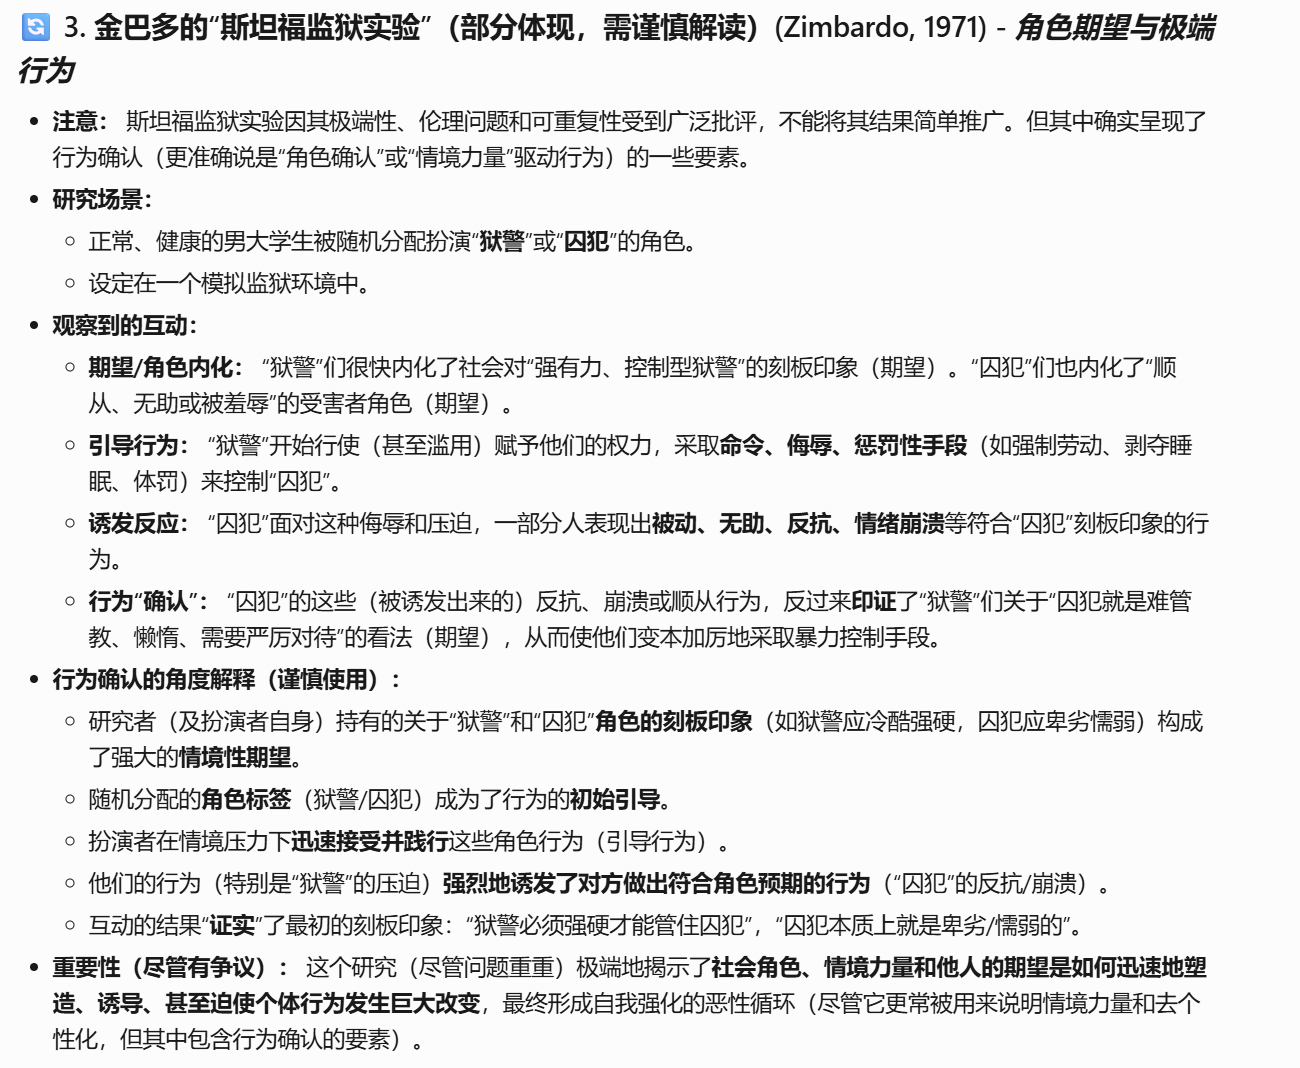 🔄 3. 金巴多的“斯坦福监狱实验”（部分体现，需谨慎解读）(Zimbardo, 1971) - 角色期望与极端
行为
• 注意： 斯坦福监狱实验因其极端性、伦理问题和可重复性受到广泛批评，不能将其结果简单推广。但其中确实呈现了
行为确认（更准确说是“角色确认”或“情境力量”驱动行为）的一些要素。
• 研究场景：
○ 正常、健康的男大学生被随机分配扮演“狱警”或“囚犯”的角色。
○ 设定在一个模拟监狱环境中。
• 观察到的互动：
○ 期望/角色内化： “狱警”们很快内化了社会对“强有力、控制型狱警”的刻板印象（期望）。“囚犯”们也内化了“顺
从、无助或被羞辱”的受害者角色（期望）。
○ 引导行为： “狱警”开始行使（甚至滥用）赋予他们的权力，采取命令、侮辱、惩罚性手段（如强制劳动、剥夺睡
眠、体罚）来控制“囚犯”。
○ 诱发反应： “囚犯”面对这种侮辱和压迫，一部分人表现出被动、无助、反抗、情绪崩溃等符合“囚犯”刻板印象的行
为。
○ 行为“确认”： “囚犯”的这些（被诱发出来的）反抗、崩溃或顺从行为，反过来印证了“狱警”们关于“囚犯就是难管
教、懒惰、需要严厉对待”的看法（期望），从而使他们变本加厉地采取暴力控制手段。
• 行为确认的角度解释（谨慎使用）：
○ 研究者（及扮演者自身）持有的关于“狱警”和“囚犯”角色的刻板印象（如狱警应冷酷强硬，囚犯应卑劣懦弱）构成
了强大的情境性期望。
○ 随机分配的角色标签（狱警/囚犯）成为了行为的初始引导。
○ 扮演者在情境压力下迅速接受并践行这些角色行为（引导行为）。
○ 他们的行为（特别是“狱警”的压迫）强烈地诱发了对方做出符合角色预期的行为（“囚犯”的反抗/崩溃）。
○ 互动的结果“证实”了最初的刻板印象：“狱警必须强硬才能管住囚犯”，“囚犯本质上就是卑劣/懦弱的”。
• 重要性（尽管有争议）： 这个研究（尽管问题重重）极端地揭示了社会角色、情境力量和他人的期望是如何迅速地塑
造、诱导、甚至迫使个体行为发生巨大改变，最终形成自我强化的恶性循环（尽管它更常被用来说明情境力量和去个
性化，但其中包含行为确认的要素）。